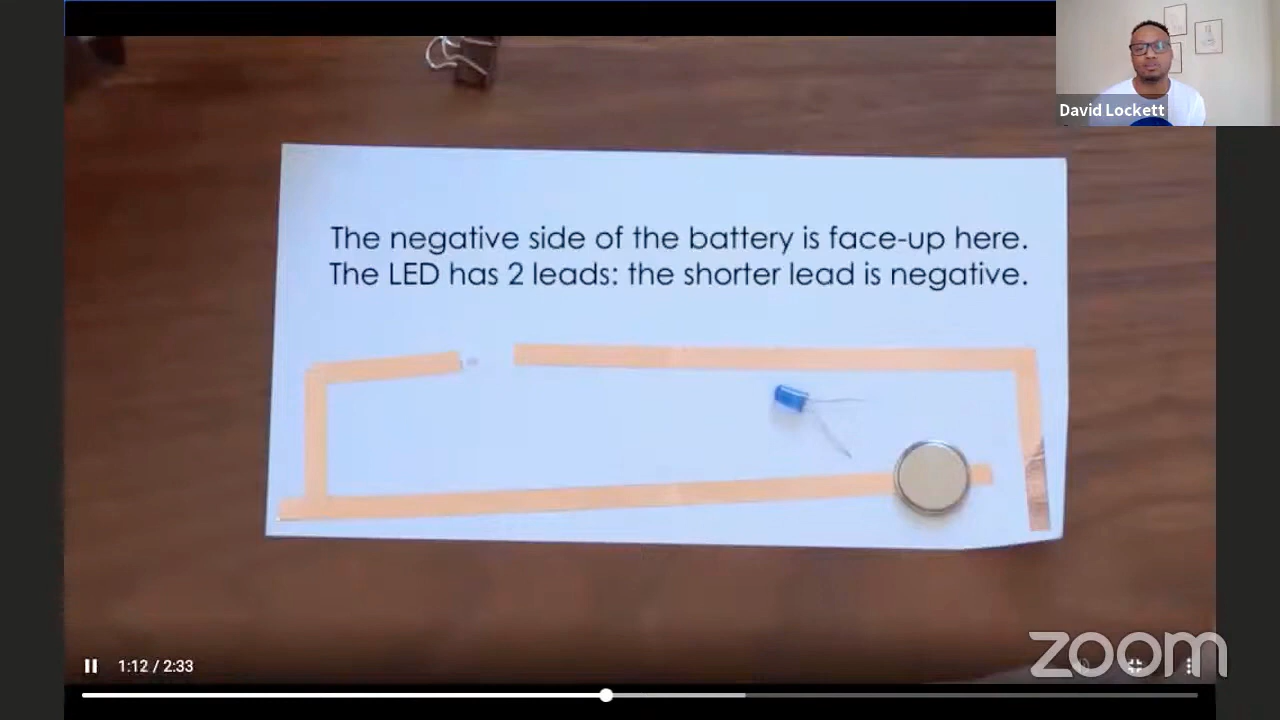 David Lockett
The negative side of the battery is face-up here.
The LED has 2 leads: the shorter lead is negative.
1:12 / 2:33
zoom